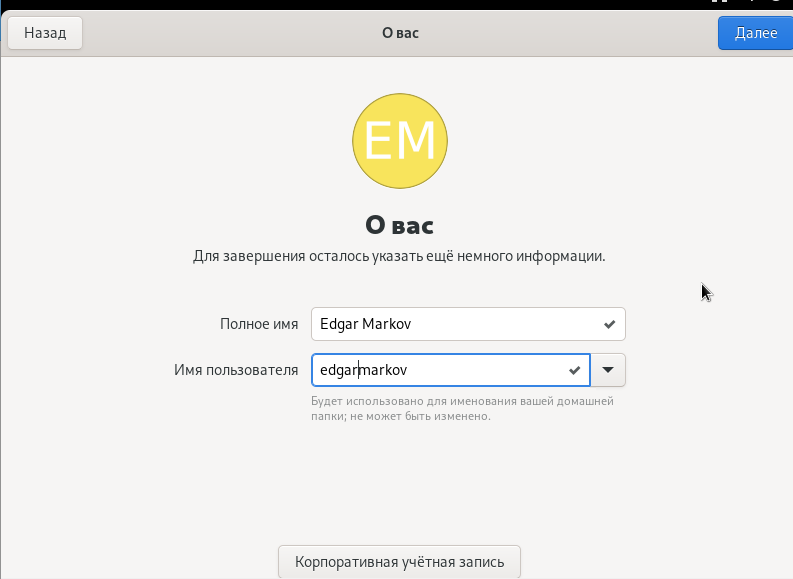 Назад
О вас
Далее
EM
О вас
Для завершения осталось указать ещё немного информации.
Полное имя
Edgar Markov
Имя пользователя
edgarmarkov
Будет использовано для именования вашей домашней
папки; не может быть изменено.
Корпоративная учётная запись